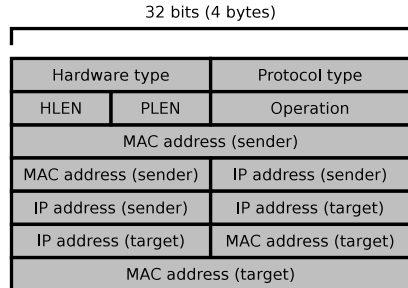 32 bits (4 bytes)
Hardware type Protocol type
HLEN PLEN Operation
MAC address (sender)
MAC address (sender) IP address (sender)
IP address (sender) IP address (target)
IP address (target) MAC address (target)
MAC address (target)